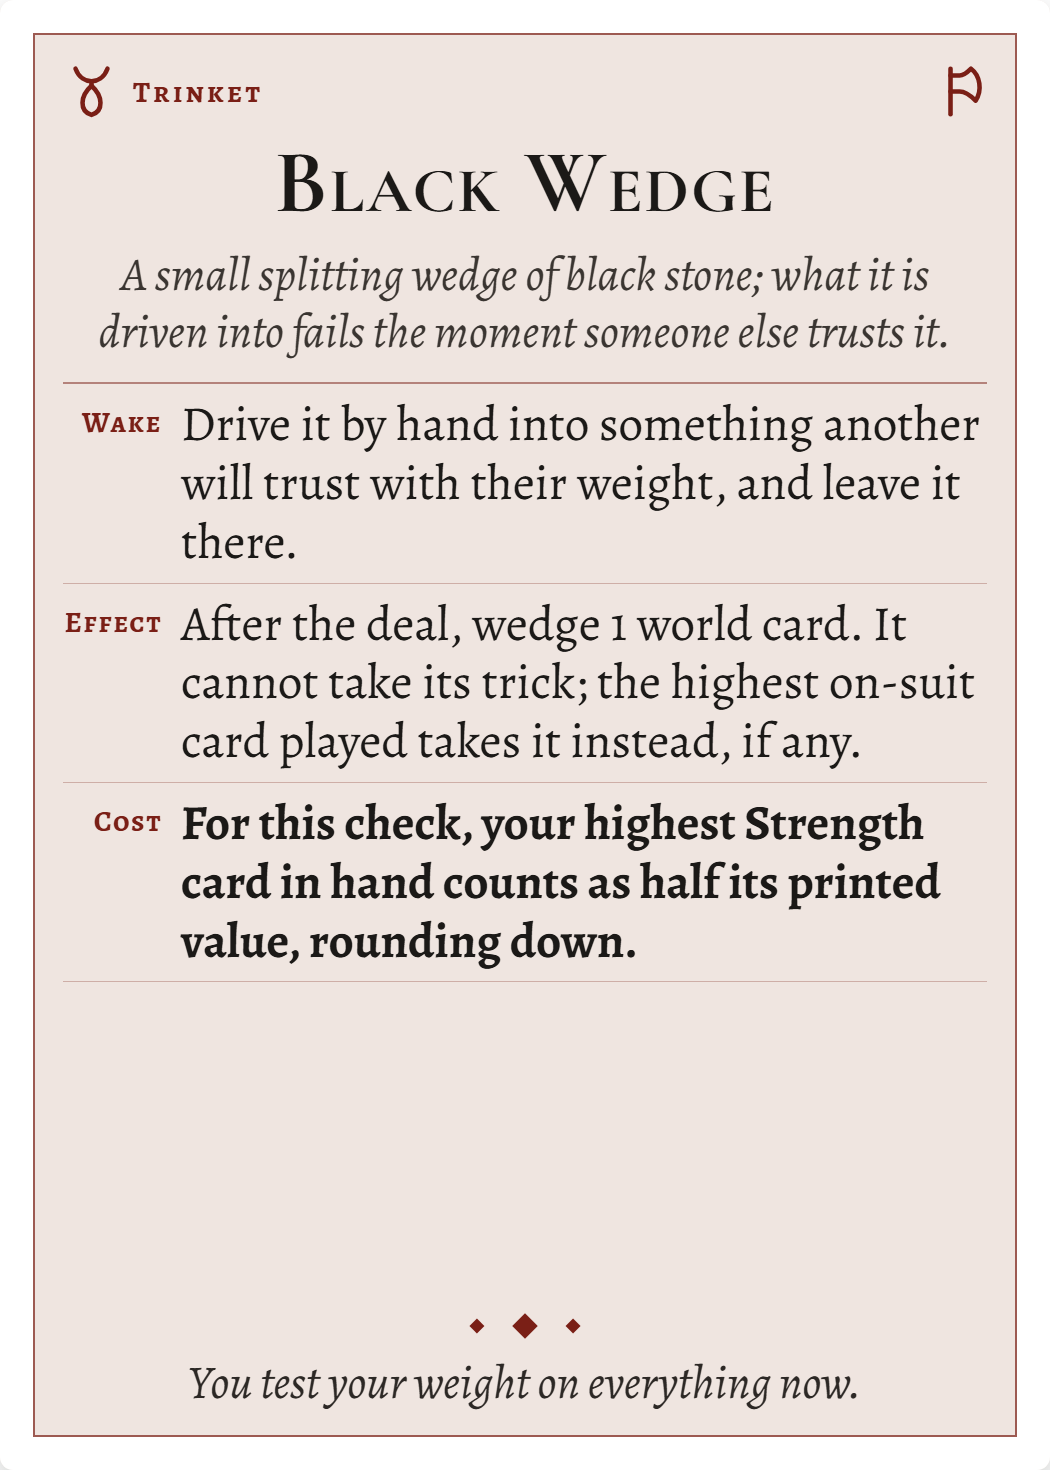 Trinket
Black Wedge
A small splitting wedge of black stone; what it is
driven into fails the moment someone else trusts it.
Wake
Drive it by hand into something another
will trust with their weight, and leave it
there.
Effect
After the deal, wedge 1 world card. It
cannot take its trick; the highest on-suit
card played takes it instead, if any.
Cost
For this check, your highest Strength
card in hand counts as half its printed
value, rounding down.
You test your weight on everything now.